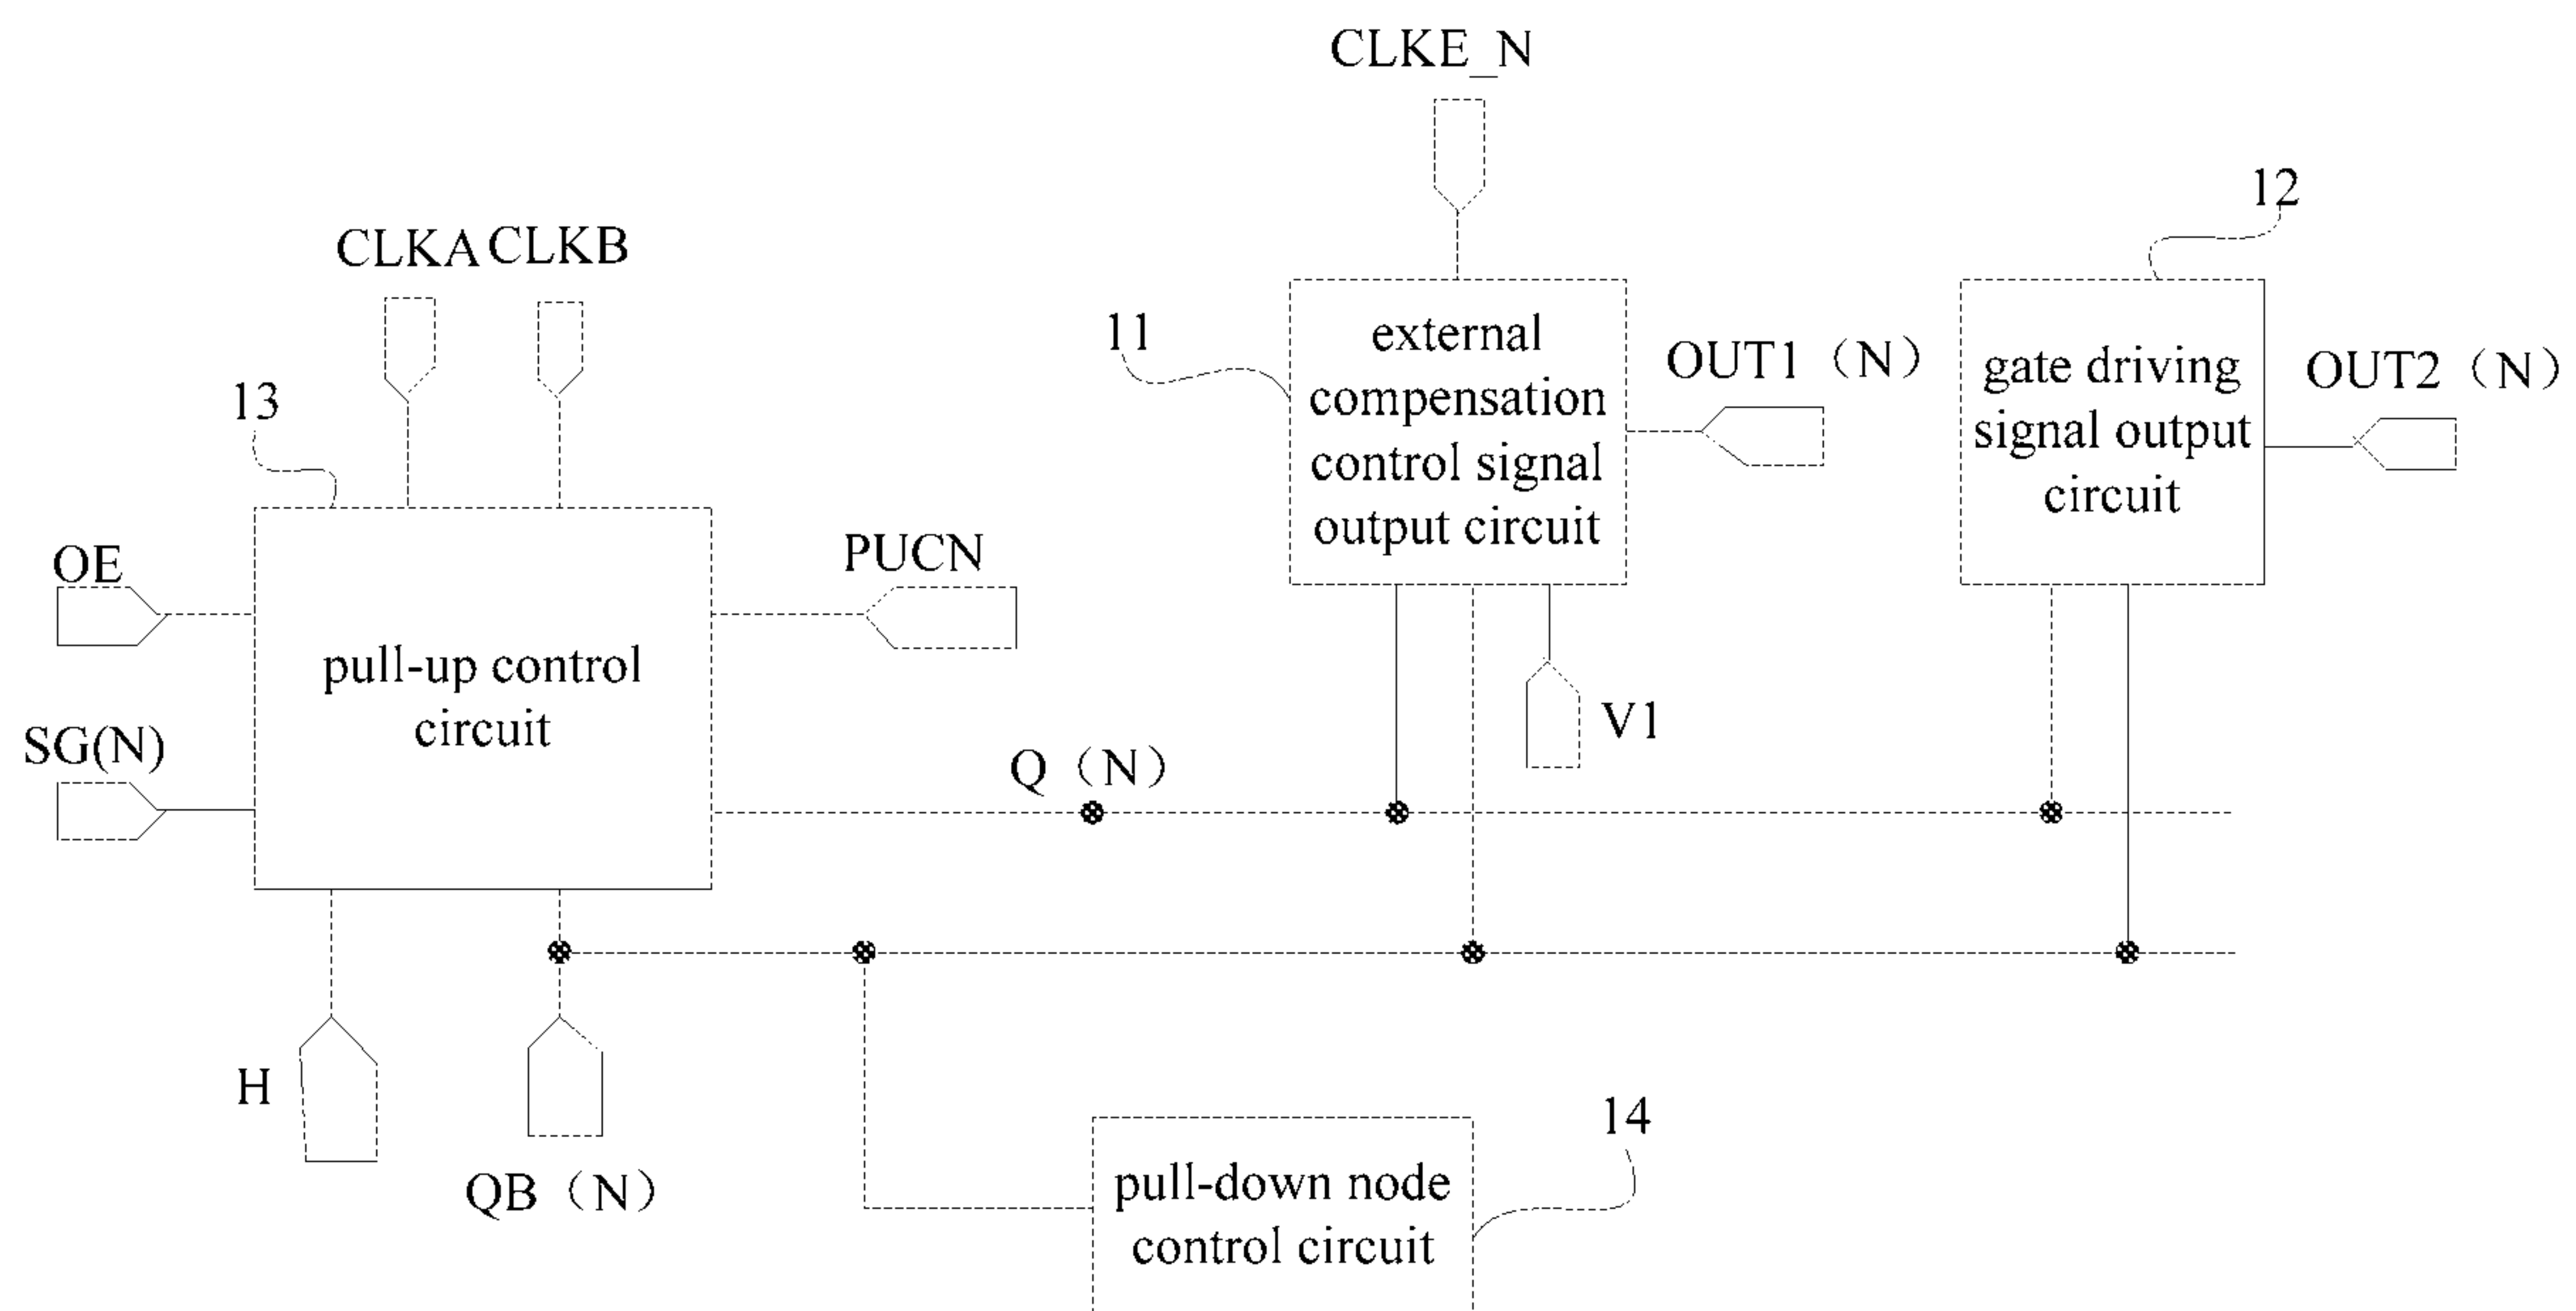 CLKE_N
12
CLKA CLKB
11
external
compensation
control signal
output circuit
OUT1（N）
gate driving
signal output
circuit
OUT2（N）
13
OE
PUCN
pull-up control
circuit
SG(N)
V1
Q（N）
H
QB（N）
14
pull-down node
control circuit